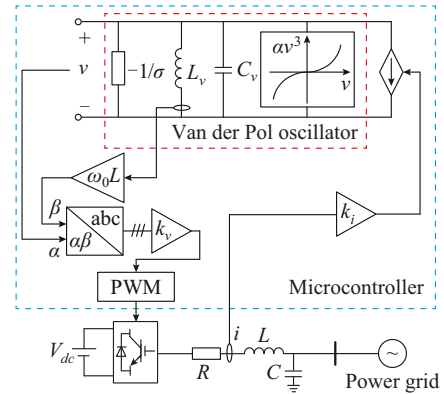 +
v
−
−1/σ
L_v
C_v
αv³
v
Van der Pol oscillator
ω₀L
β
α
abc
αβ
k_v
k_i
PWM
Microcontroller
V_dc
R
i
L
C
~
Power grid